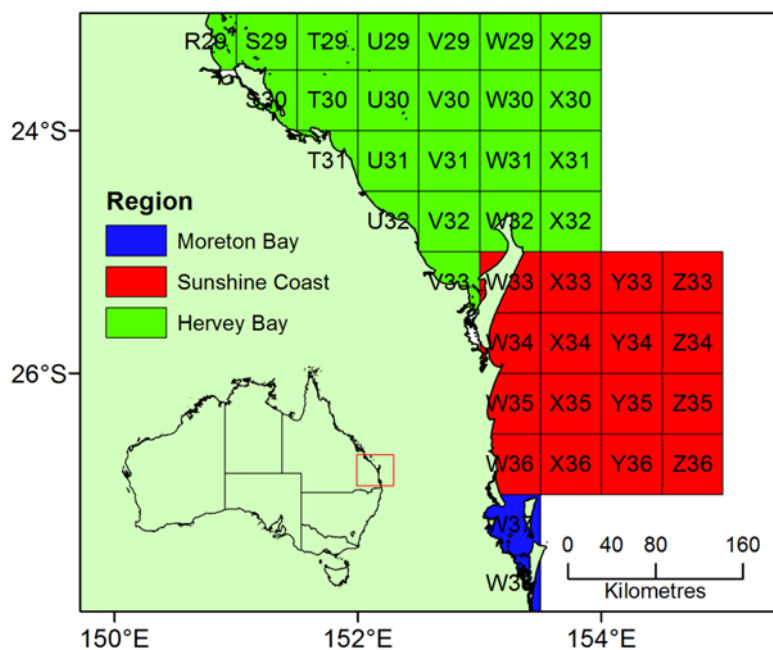 R29 S29 T29 U29 V29 W29 X29
S30 T30 U30 V30 W30 X30
24°S
T31 U31 V31 W31 X31
Region
U32 V32 W32 X32
Moreton Bay
Sunshine Coast
V33 W33 X33 Y33 Z33
Hervey Bay
W34 X34 Y34 Z34
26°S
W35 X35 Y35 Z35
W36 X36 Y36 Z36
W37
0 40 80 160
Kilometres
150°E 152°E 154°E